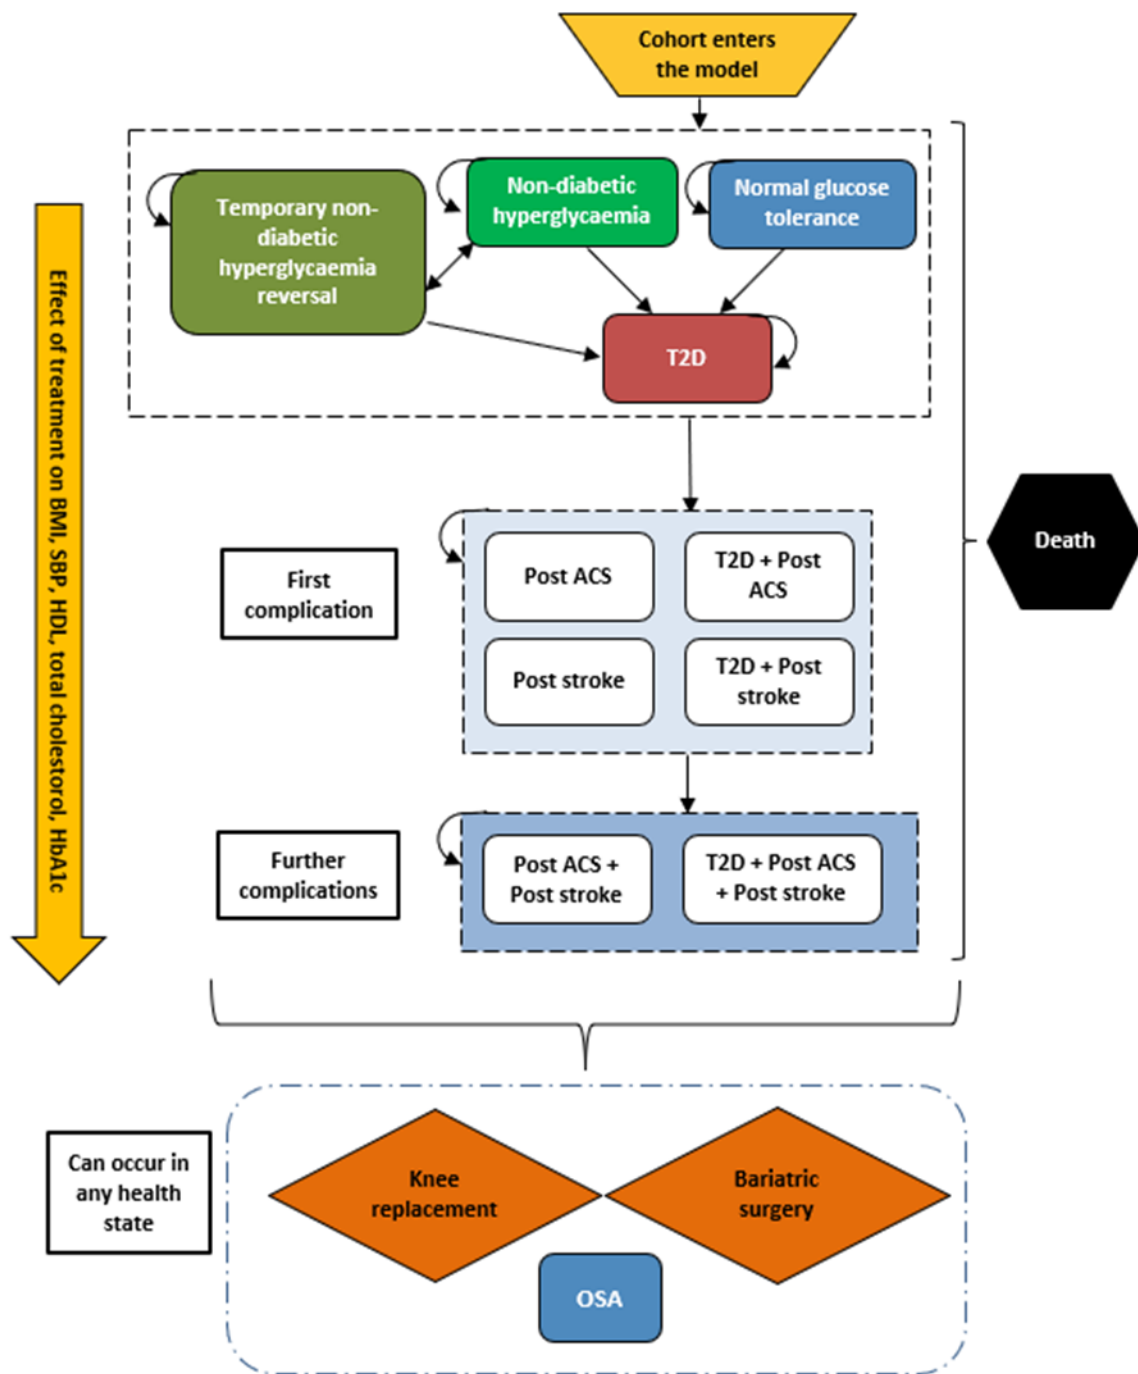 Cohort enters
the model
Temporary non-
diabetic
hyperglycaemia
reversal
Non-diabetic
hyperglycaemia
Normal glucose
tolerance
T2D
Effect of treatment on BMI, SBP, HDL, total cholestorol, HbA1c
Death
First
complication
Post ACS
T2D + Post
ACS
Post stroke
T2D + Post
stroke
Further
complications
Post ACS +
Post stroke
T2D + Post ACS
+ Post stroke
Can occur in
any health
state
Knee
replacement
Bariatric
surgery
OSA